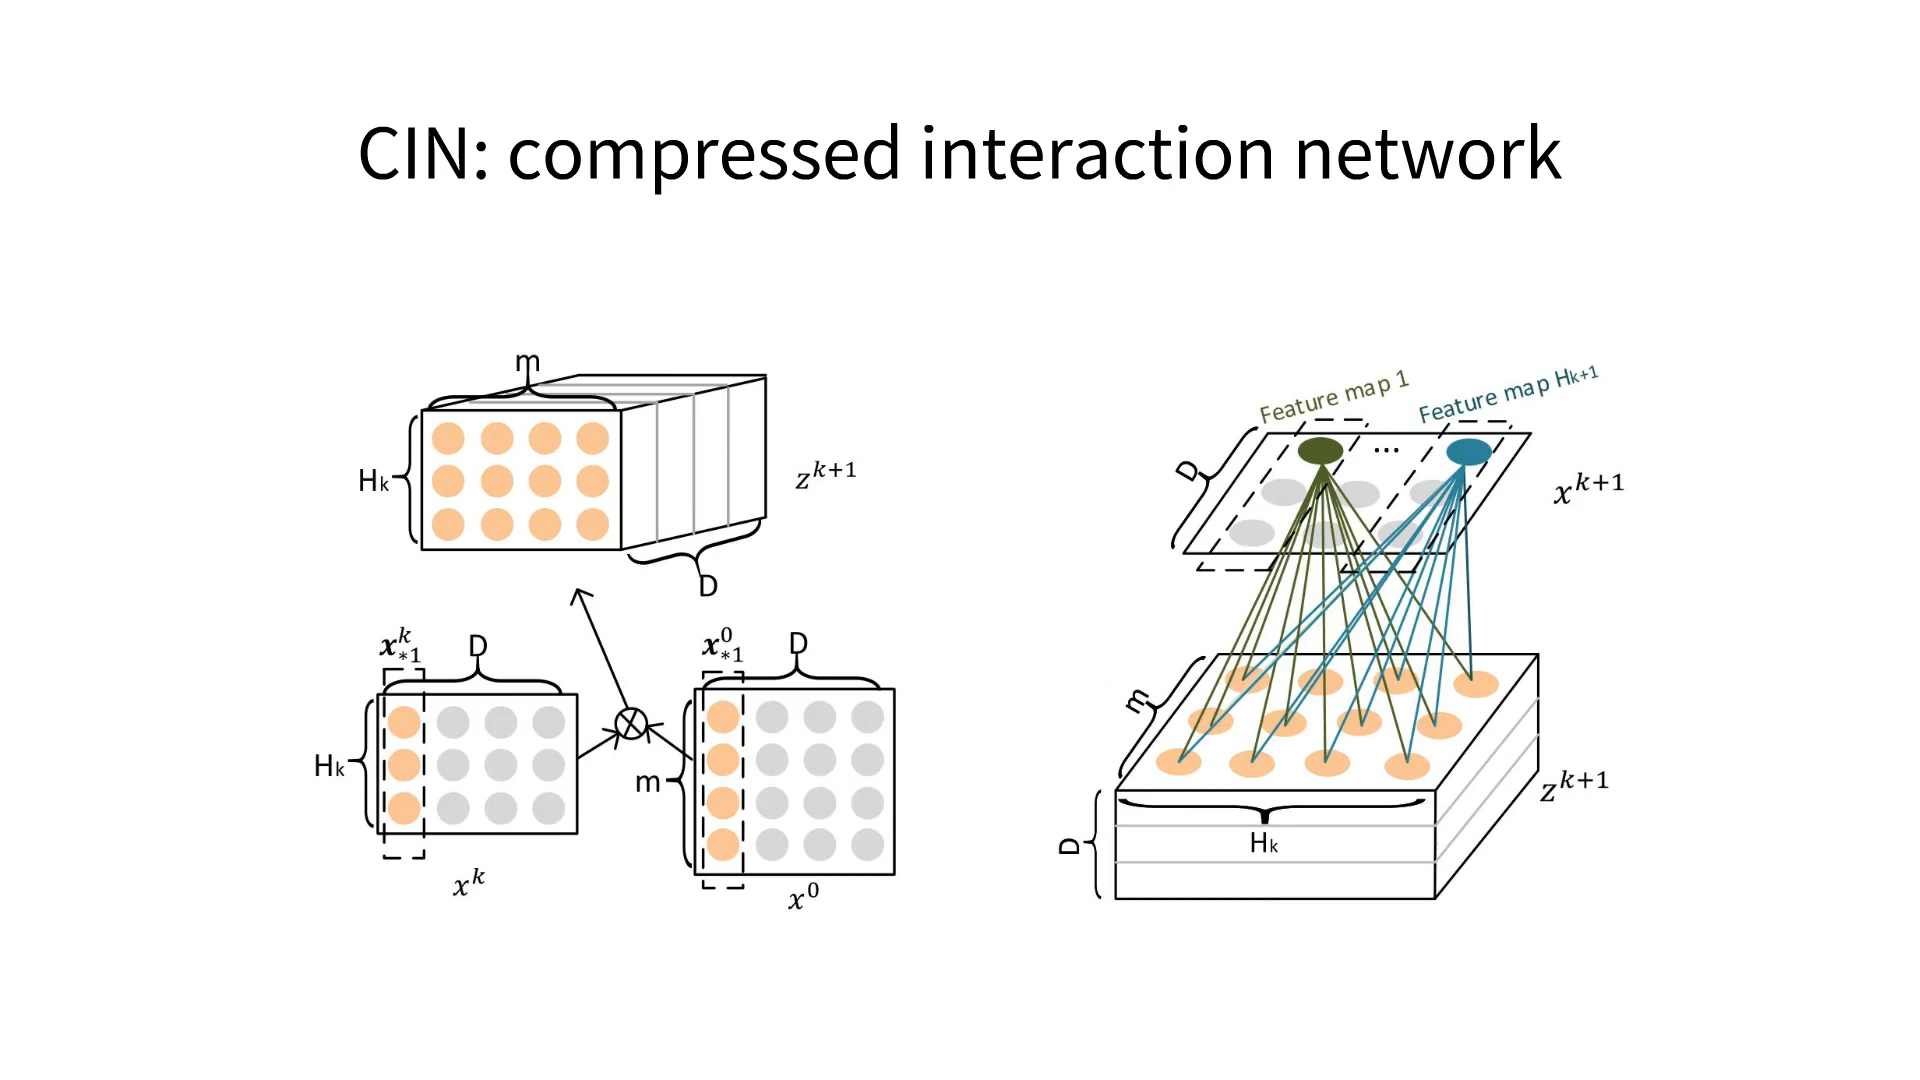 CIN: compressed interaction network
m
Hk
z^{k+1}
D
x^k_{*1}
D
x^0_{*1}
D
Hk
m
x^k
x^0
Feature map 1
Feature map Hk+1
D
...
x^{k+1}
m
z^{k+1}
D
Hk